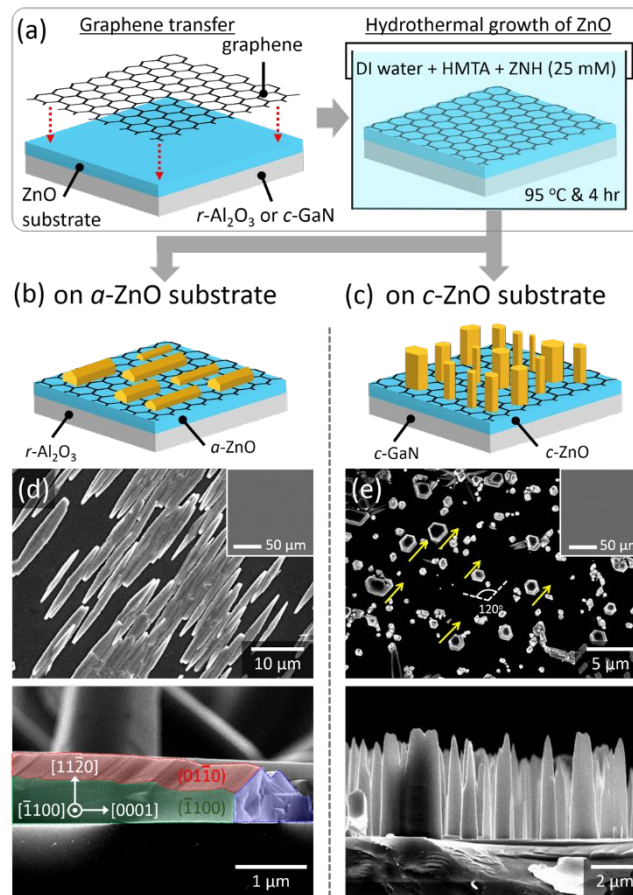 (a)
Graphene transfer
graphene
ZnO
substrate
r-Al₂O₃ or c-GaN
Hydrothermal growth of ZnO
DI water + HMTA + ZNH (25 mM)
95 °C & 4 hr
(b) on a-ZnO substrate
r-Al₂O₃
a-ZnO
(c) on c-ZnO substrate
c-GaN
c-ZnO
(d)
50 μm
10 μm
(e)
50 μm
120°
5 μm
[112̅0]
(011̅0)
[1̅100]
[0001]
(1̅100)
1 μm
2 μm